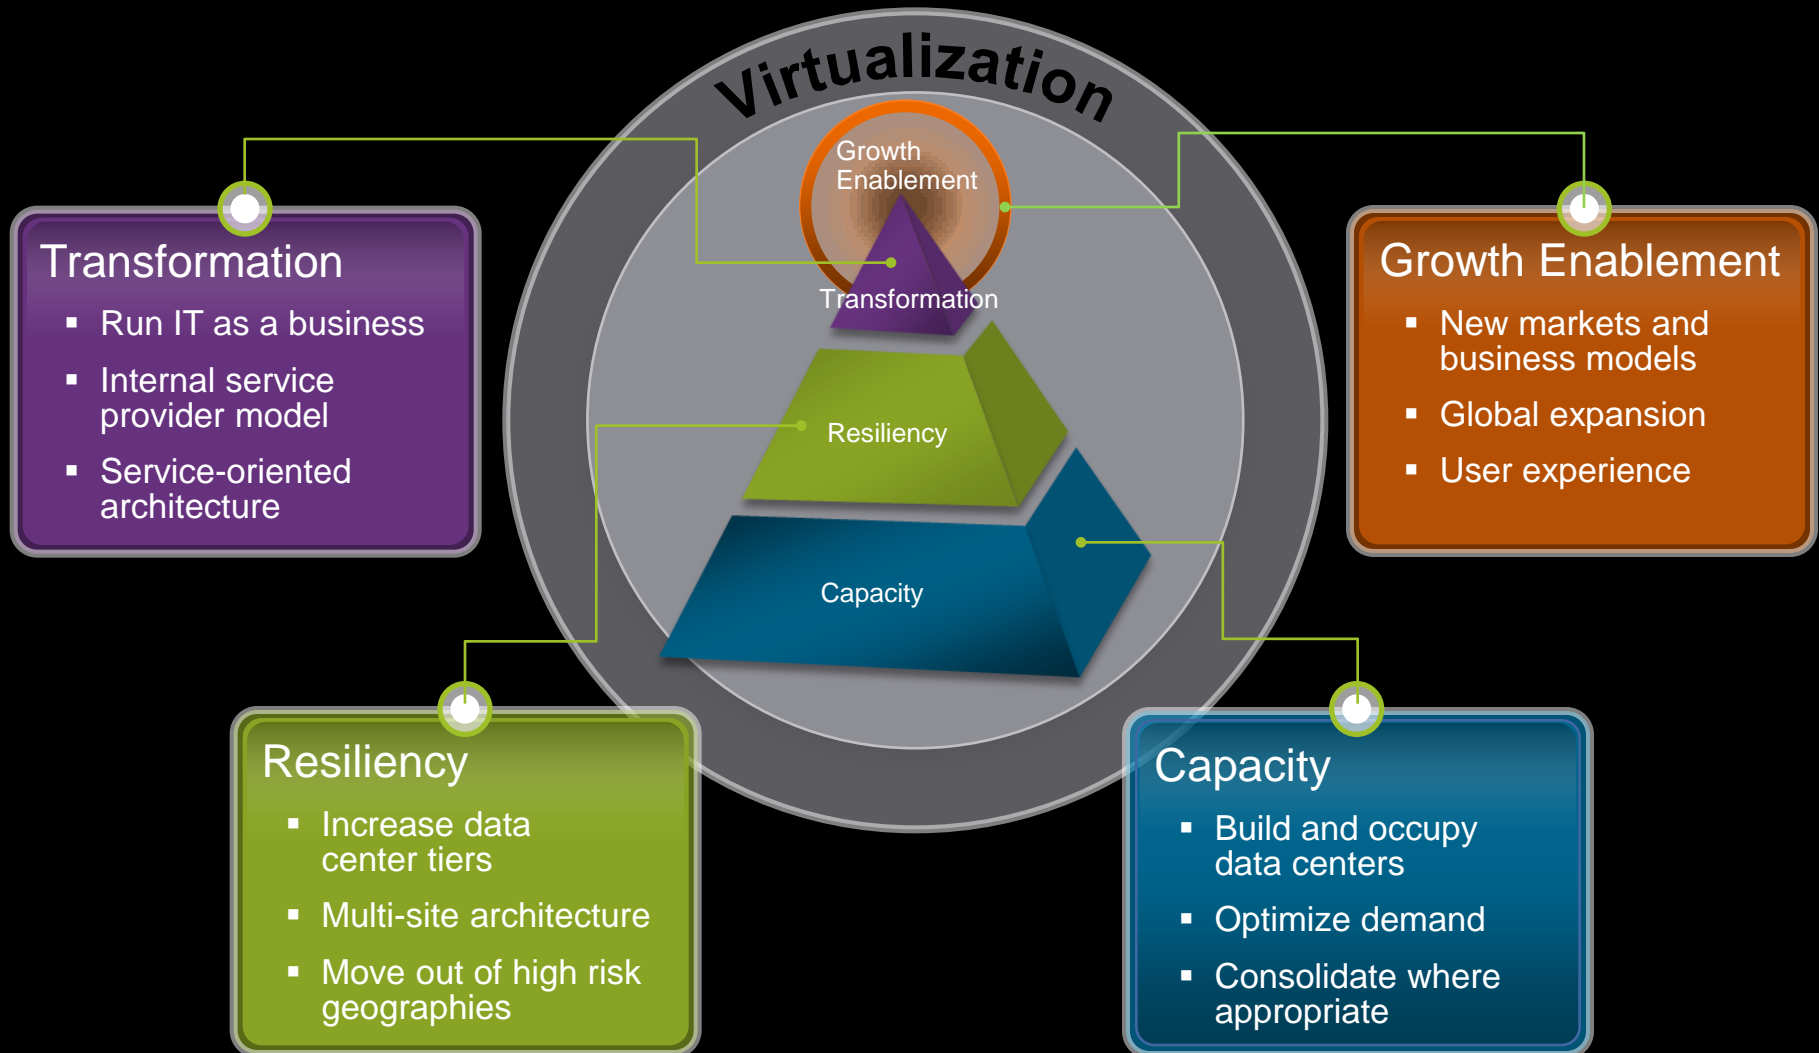 Virtualization
Growth
Enablement
Transformation
Resiliency
Capacity
Transformation
▪ Run IT as a business
▪ Internal service
provider model
▪ Service-oriented
architecture
Growth Enablement
▪ New markets and
business models
▪ Global expansion
▪ User experience
Resiliency
▪ Increase data
center tiers
▪ Multi-site architecture
▪ Move out of high risk
geographies
Capacity
▪ Build and occupy
data centers
▪ Optimize demand
▪ Consolidate where
appropriate